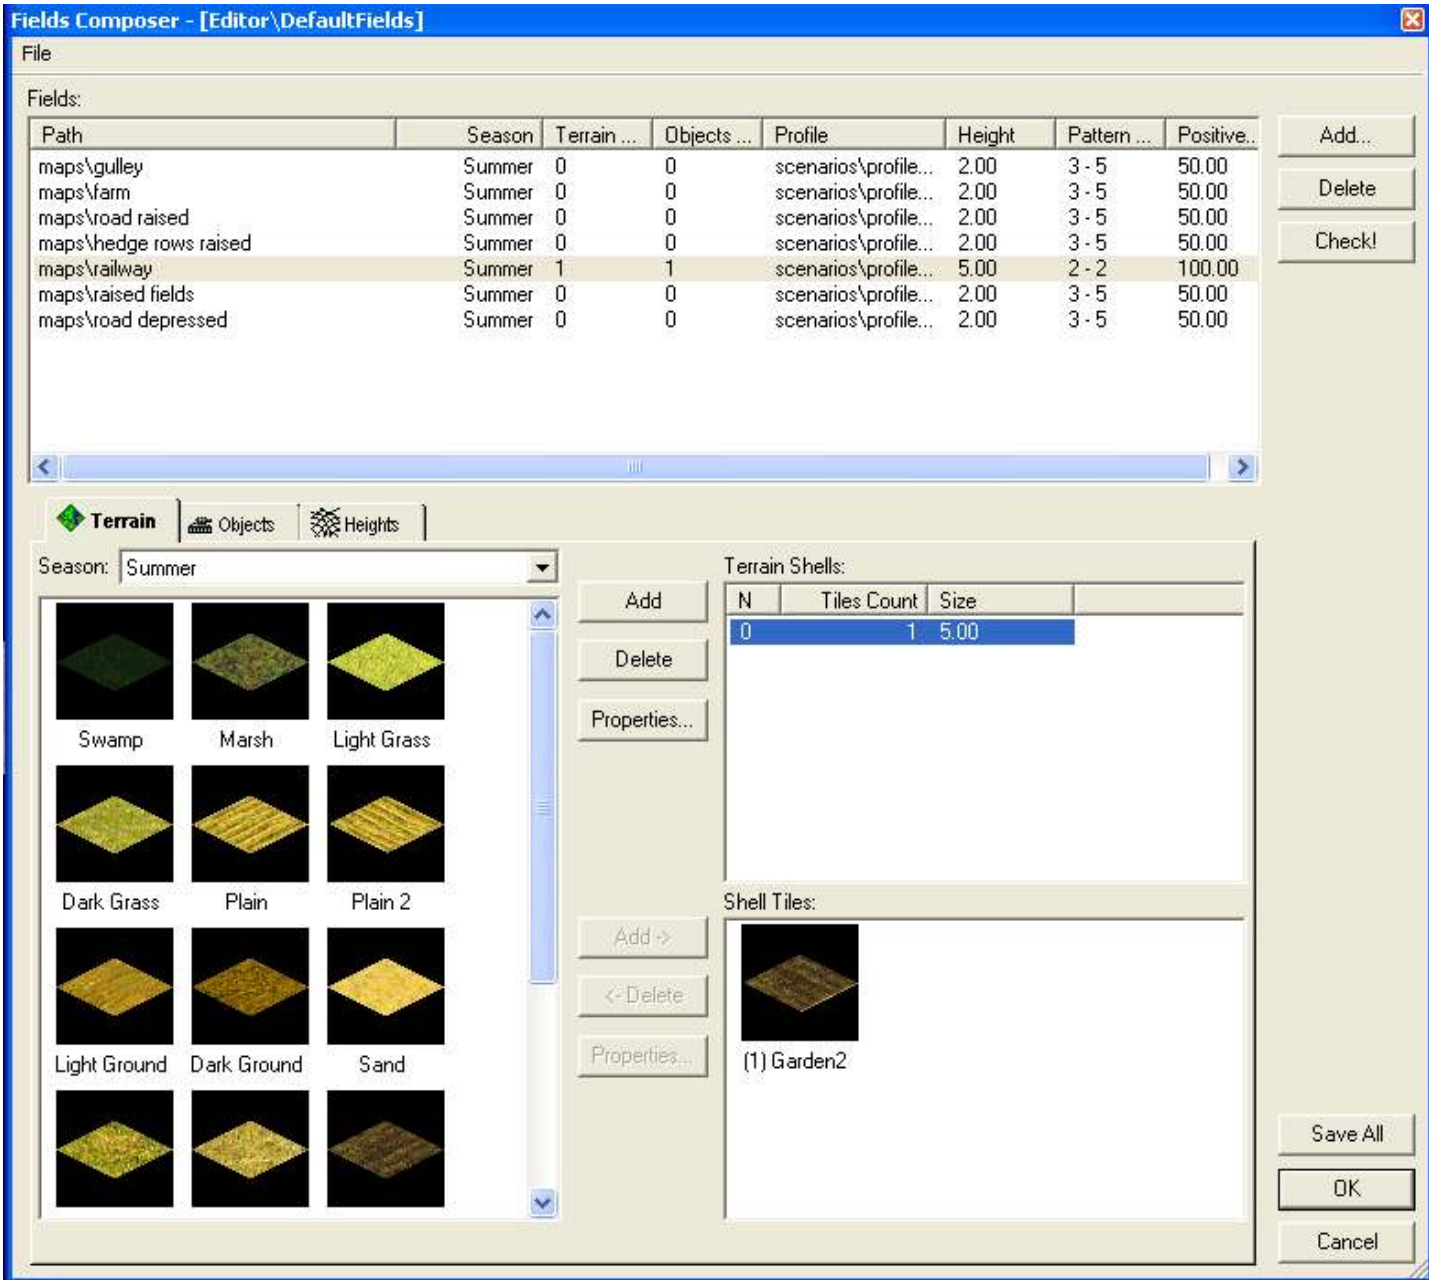 Fields Composer - [Editor\DefaultFields]
File
Fields:
Path Season Terrain ... Objects ... Profile Height Pattern ... Positive...
maps\gulley Summer 0 0 scenarios\profile... 2.00 3 - 5 50.00
maps\farm Summer 0 0 scenarios\profile... 2.00 3 - 5 50.00
maps\road raised Summer 0 0 scenarios\profile... 2.00 3 - 5 50.00
maps\hedge rows raised Summer 0 0 scenarios\profile... 2.00 3 - 5 50.00
maps\railway Summer 1 1 scenarios\profile... 5.00 2 - 2 100.00
maps\raised fields Summer 0 0 scenarios\profile... 2.00 3 - 5 50.00
maps\road depressed Summer 0 0 scenarios\profile... 2.00 3 - 5 50.00
Add...
Delete
Check!
Terrain Objects Heights
Season: Summer
Swamp Marsh Light Grass
Dark Grass Plain Plain 2
Light Ground Dark Ground Sand
Add
Delete
Properties...
Add ->
<- Delete
Properties...
Terrain Shells:
N Tiles Count Size
0 1 5.00
Shell Tiles:
(1) Garden2
Save All
OK
Cancel